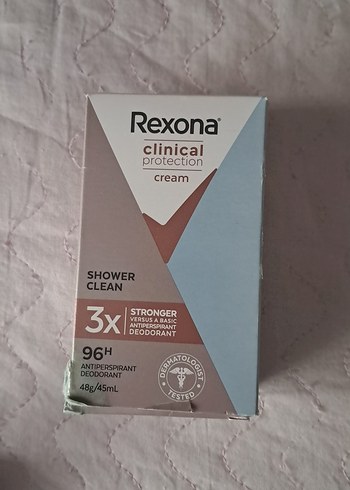 Rexona®
clinical
protection
cream
SHOWER
CLEAN
3x
STRONGER
VERSUS A BASIC
ANTIPERSPIRANT
DEODORANT
96H
ANTIPERSPIRANT
DEODORANT
48g/45mL
DERMATOLOGIST
TESTED